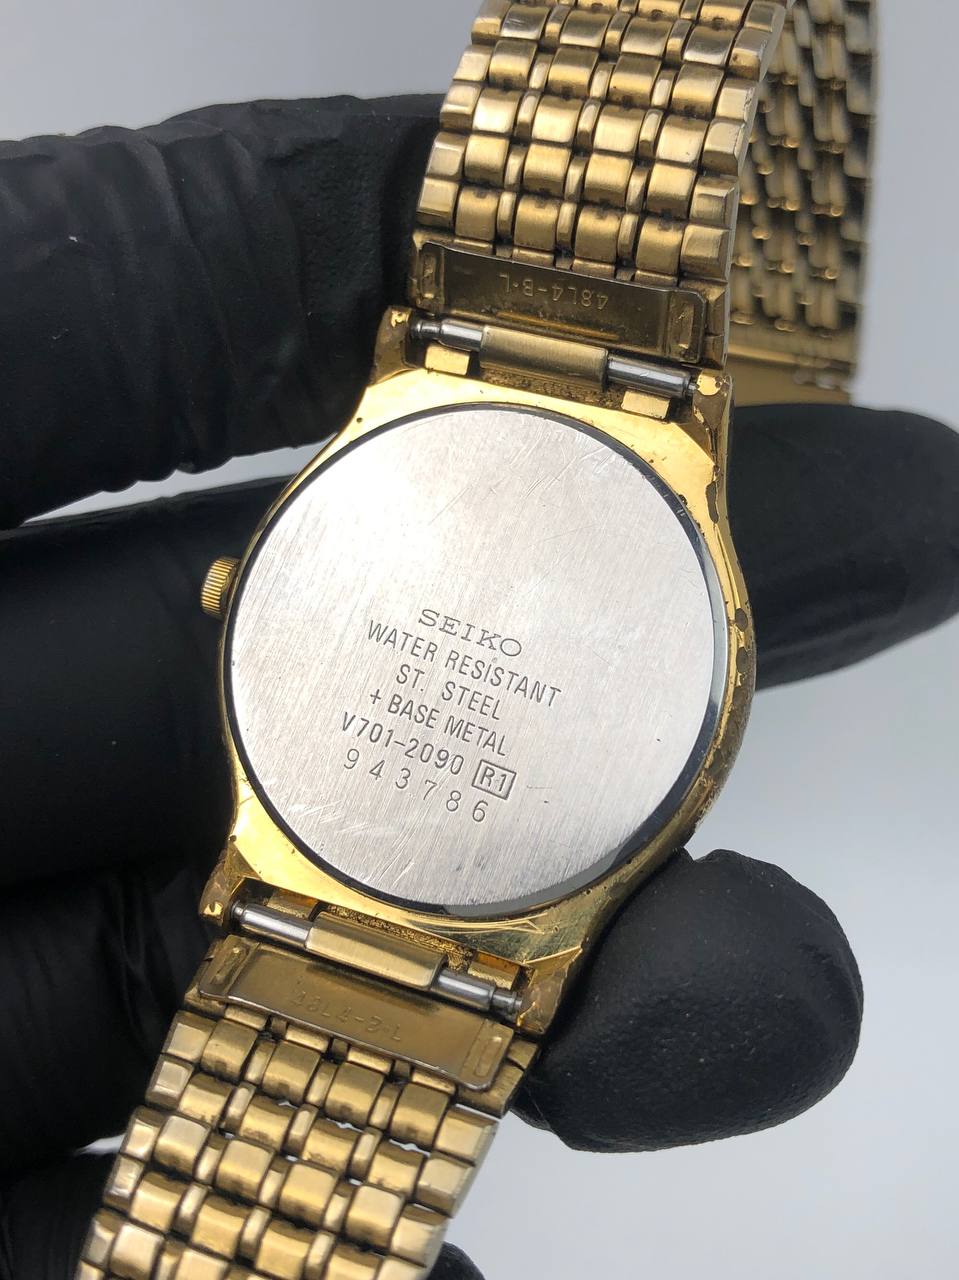 48L4-B·L
SEIKO
WATER RESISTANT
ST. STEEL
+ BASE METAL
V701-2090 R1
943786